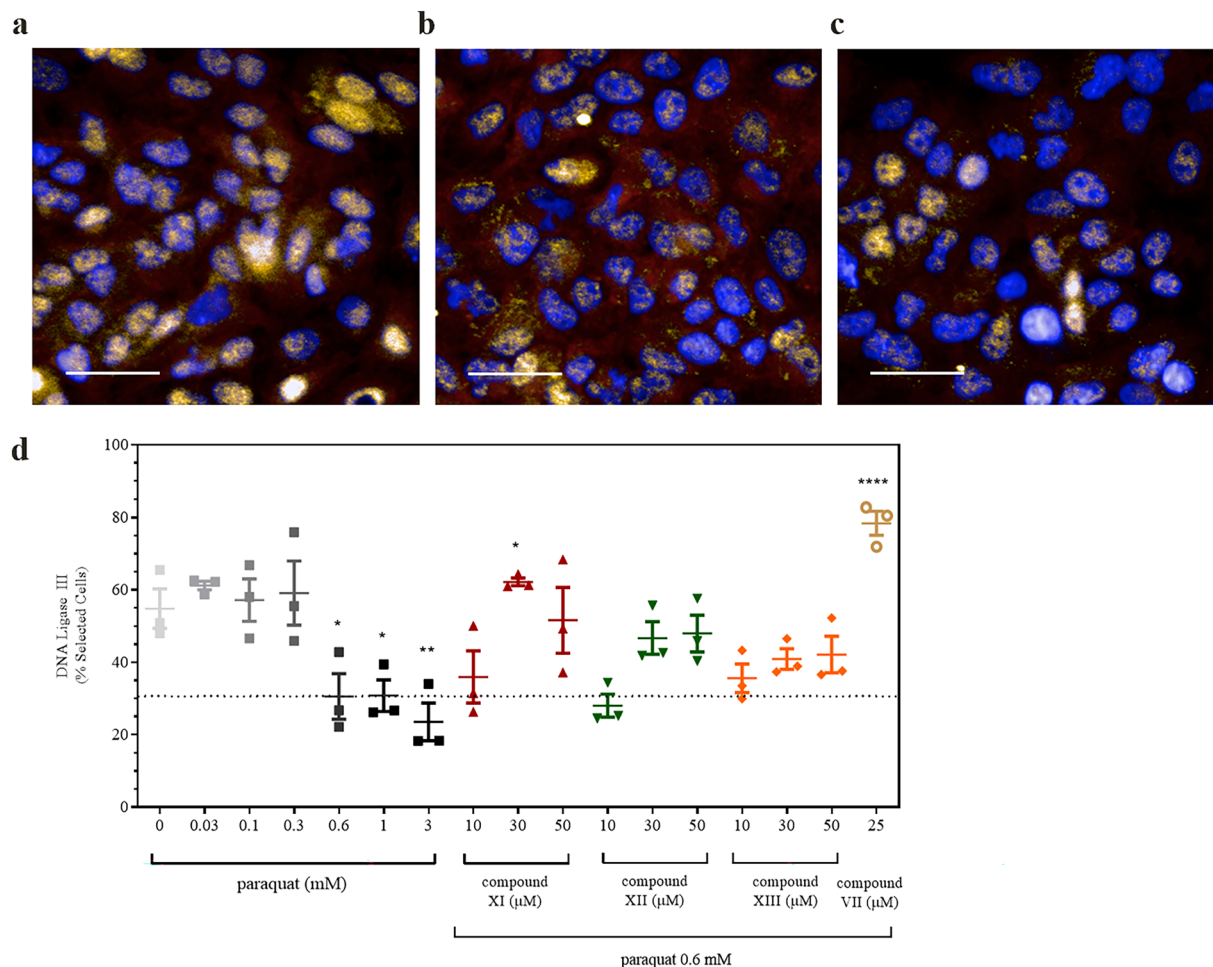 a
b
c
d
100
80
60
40
20
0
DNA Ligase III
(% Selected Cells)
*
*
**
*
****
0 0.03 0.1 0.3 0.6 1 3 10 30 50 10 30 50 10 30 50 25
paraquat (mM)
compound
XI (μM)
compound
XII (μM)
compound
XIII (μM)
compound
VII (μM)
paraquat 0.6 mM